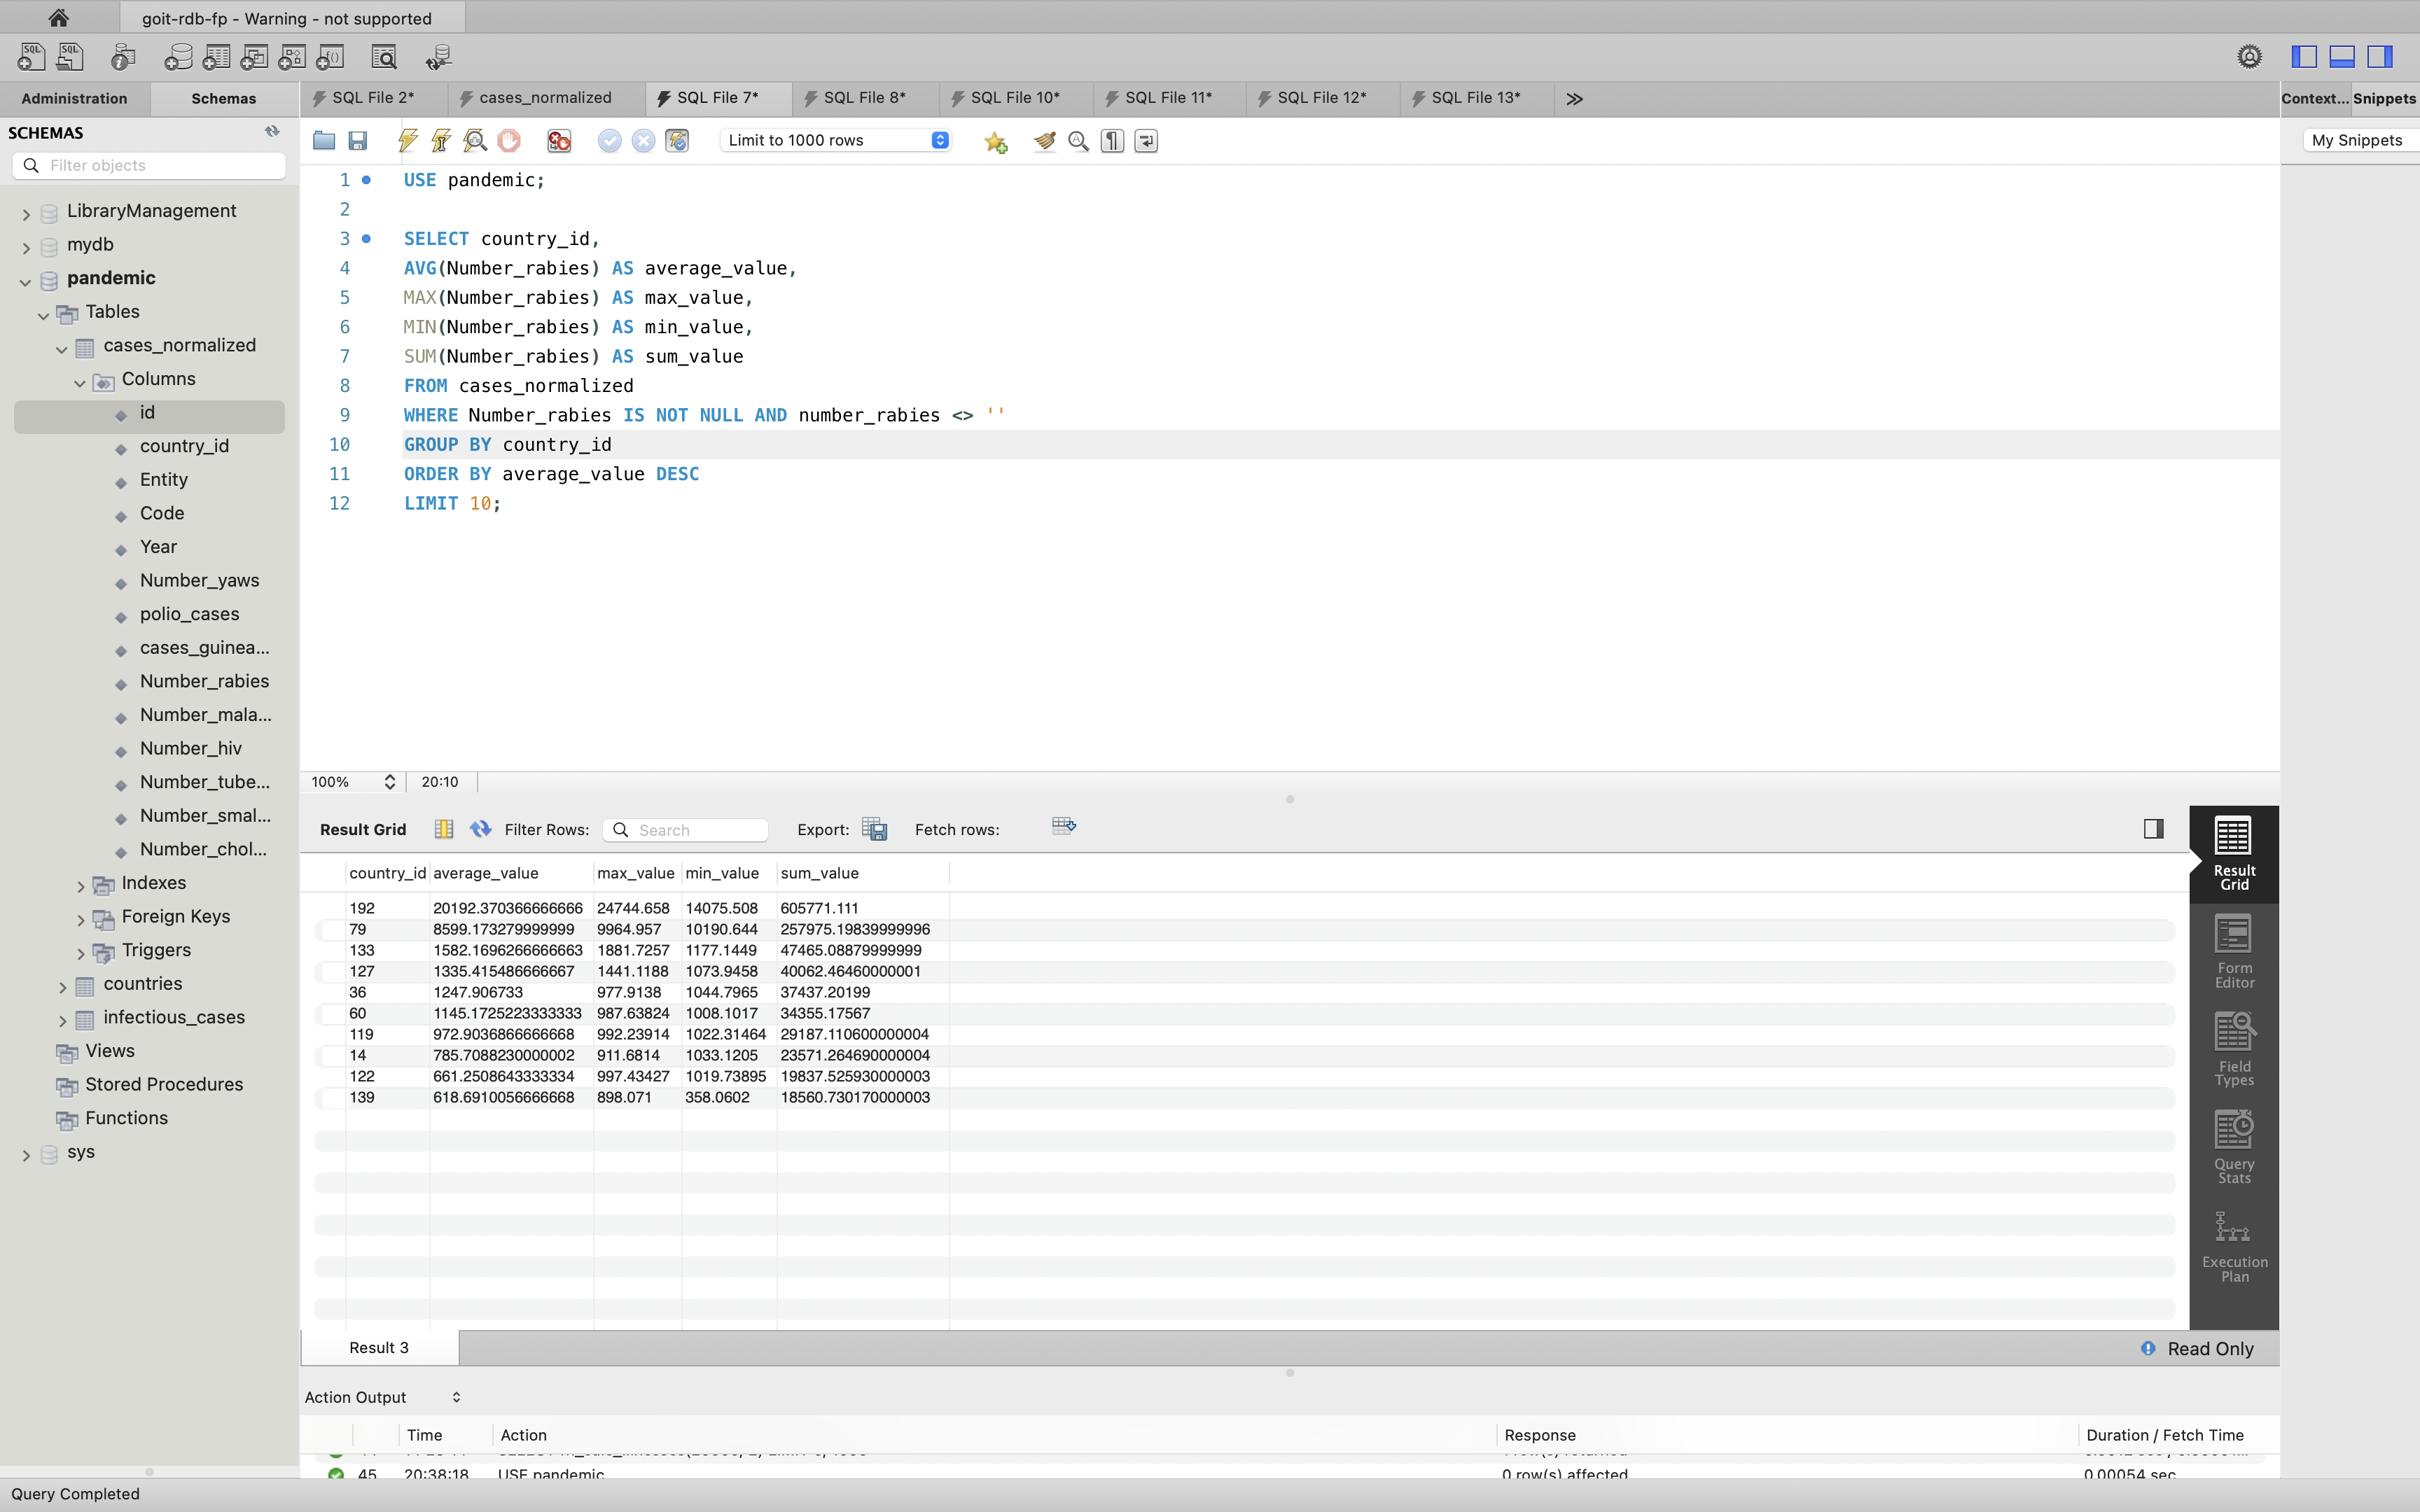 goit-rdb-fp - Warning - not supported
Administration
Schemas
SQL File 2*
cases_normalized
SQL File 7*
SQL File 8*
SQL File 10*
SQL File 11*
SQL File 12*
SQL File 13*
Context...
Snippets
SCHEMAS
Filter objects
Limit to 1000 rows
My Snippets
LibraryManagement
mydb
pandemic
Tables
cases_normalized
Columns
id
country_id
Entity
Code
Year
Number_yaws
polio_cases
cases_guinea...
Number_rabies
Number_mala...
Number_hiv
Number_tube...
Number_smal...
Number_chol...
Indexes
Foreign Keys
Triggers
countries
infectious_cases
Views
Stored Procedures
Functions
sys
1 USE pandemic;
2
3 SELECT country_id,
4 AVG(Number_rabies) AS average_value,
5 MAX(Number_rabies) AS max_value,
6 MIN(Number_rabies) AS min_value,
7 SUM(Number_rabies) AS sum_value
8 FROM cases_normalized
9 WHERE Number_rabies IS NOT NULL AND number_rabies <> ''
10 GROUP BY country_id
11 ORDER BY average_value DESC
12 LIMIT 10;
100% 20:10
Result Grid Filter Rows: Search Export: Fetch rows:
country_id average_value max_value min_value sum_value
192 20192.370366666666 24744.658 14075.508 605771.111
79 8599.173279999999 9964.957 10190.644 257975.19839999996
133 1582.1696266666663 1881.7257 1177.1449 47465.08879999999
127 1335.415486666667 1441.1188 1073.9458 40062.46460000001
36 1247.906733 977.9138 1044.7965 37437.20199
60 1145.1725223333333 987.63824 1008.1017 34355.17567
119 972.9036866666668 992.23914 1022.31464 29187.110600000004
14 785.7088230000002 911.6814 1033.1205 23571.264690000004
122 661.2508643333334 997.43427 1019.73895 19837.525930000003
139 618.6910056666668 898.071 358.0602 18560.730170000003
Result Grid
Form Editor
Field Types
Query Stats
Execution Plan
Result 3
Read Only
Action Output
Time Action Response Duration / Fetch Time
45 20:38:18 USE pandemic 0 row(s) affected 0.00054 sec
Query Completed